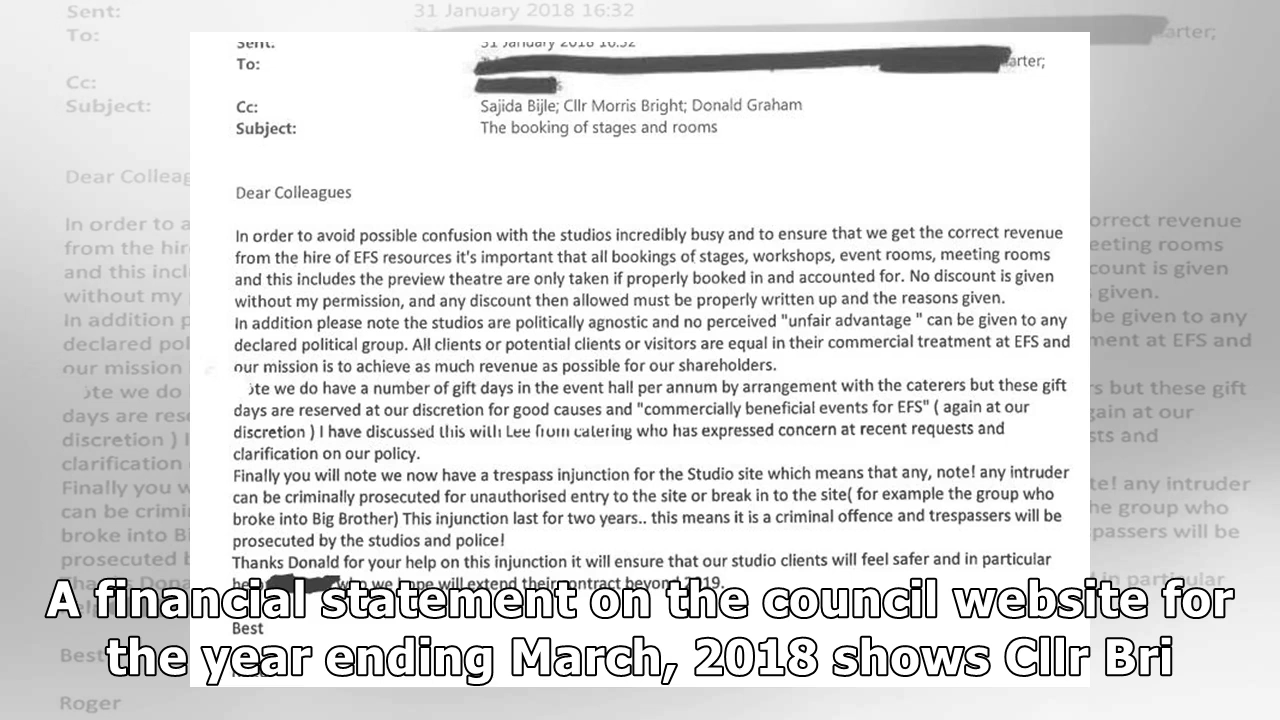 Sent: 31 January 2018 16:32
To: arter;
Cc: Sajida Bijle; Cllr Morris Bright; Donald Graham
Subject: The booking of stages and rooms
Dear Colleagues
In order to avoid possible confusion with the studios incredibly busy and to ensure that we get the correct revenue
from the hire of EFS resources it's important that all bookings of stages, workshops, event rooms, meeting rooms
and this includes the preview theatre are only taken if properly booked in and accounted for. No discount is given
without my permission, and any discount then allowed must be properly written up and the reasons given.
In addition please note the studios are politically agnostic and no perceived "unfair advantage " can be given to any
declared political group. All clients or potential clients or visitors are equal in their commercial treatment at EFS and
our mission is to achieve as much revenue as possible for our shareholders.
ote we do have a number of gift days in the event hall per annum by arrangement with the caterers but these gift
days are reserved at our discretion for good causes and "commercially beneficial events for EFS" ( again at our
discretion ) I have discussed this with Lee from catering who has expressed concern at recent requests and
clarification on our policy.
Finally you will note we now have a trespass injunction for the Studio site which means that any, note! any intruder
can be criminally prosecuted for unauthorised entry to the site or break in to the site( for example the group who
broke into Big Brother) This injunction last for two years.. this means it is a criminal offence and trespassers will be
prosecuted by the studios and police!
Thanks Donald for your help on this injunction it will ensure that our studio clients will feel safer and in particular
we hope will extend their contract beyond 2019.
Best
Roger
A financial statement on the council website for
the year ending March, 2018 shows Cllr Bri